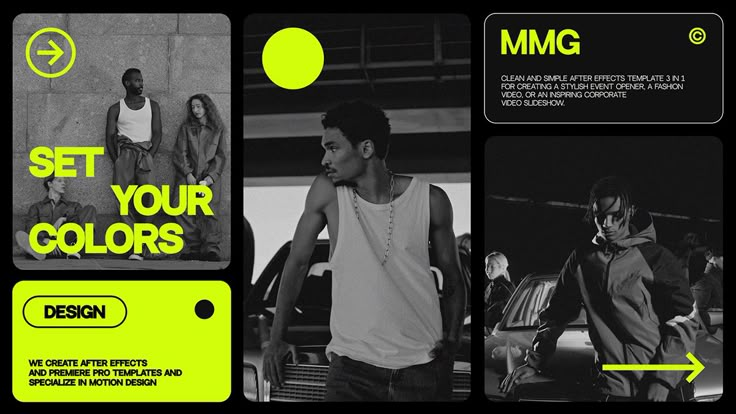 SET
YOUR
COLORS
DESIGN
WE CREATE AFTER EFFECTS
AND PREMIERE PRO TEMPLATES AND
SPECIALIZE IN MOTION DESIGN
MMG
©
CLEAN AND SIMPLE AFTER EFFECTS TEMPLATE 3 IN 1
FOR CREATING A STYLISH EVENT OPENER, A FASHION
VIDEO, OR AN INSPIRING CORPORATE
VIDEO SLIDESHOW.